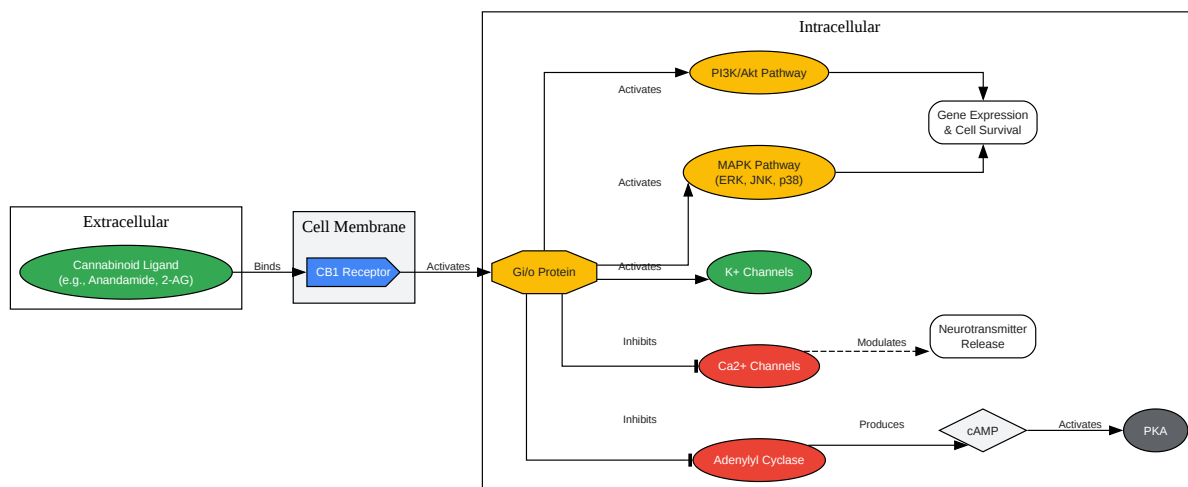 Intracellular
PI3K/Akt Pathway
Activates
Gene Expression
& Cell Survival
MAPK Pathway
(ERK, JNK, p38)
Activates
Extracellular
Cannabinoid Ligand
(e.g., Anandamide, 2-AG)
Binds
Cell Membrane
CB1 Receptor
Activates
Gi/o Protein
Activates
K+ Channels
Inhibits
Ca2+ Channels
Modulates
Neurotransmitter
Release
Inhibits
Adenylyl Cyclase
Produces
cAMP
Activates
PKA